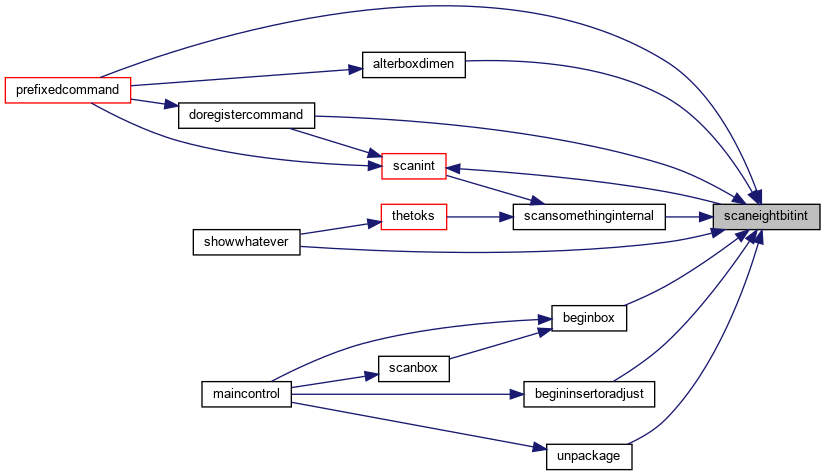 alterboxdimen
prefixedcommand
doregistercommand
scanint
thetoks
scansomethinginternal
scaneightbitint
showwhatever
beginbox
scanbox
maincontrol
begininsertoradjust
unpackage